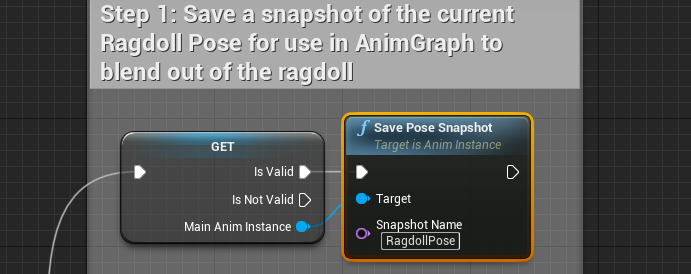 Step 1: Save a snapshot of the current
Ragdoll Pose for use in AnimGraph to
blend out of the ragdoll
GET
Is Valid
Is Not Valid
Main Anim Instance
f Save Pose Snapshot
Target is Anim Instance
Target
Snapshot Name
RagdollPose